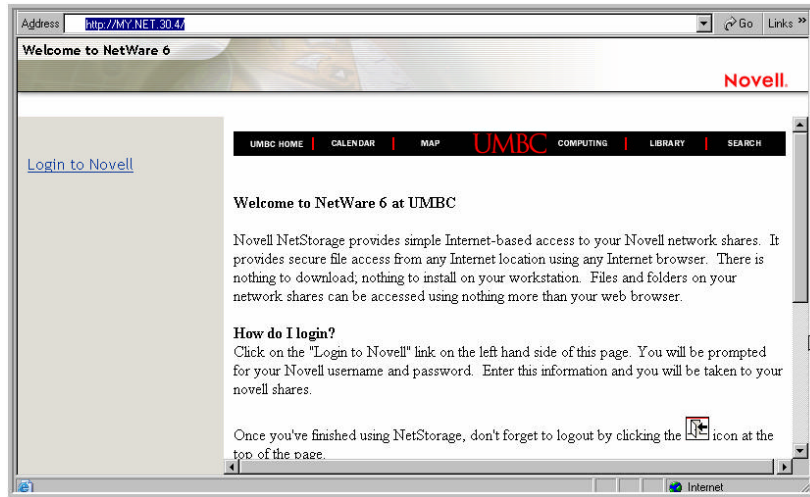 Address http://MY.NET.30.4/ Go Links »
Welcome to NetWare 6
Novell.
Login to Novell
UMBC HOME | CALENDAR | MAP UMBC COMPUTING | LIBRARY | SEARCH
Welcome to NetWare 6 at UMBC
Novell NetStorage provides simple Internet-based access to your Novell network shares. It
provides secure file access from any Internet location using any Internet browser. There is
nothing to download; nothing to install on your workstation. Files and folders on your
network shares can be accessed using nothing more than your web browser.
How do I login?
Click on the "Login to Novell" link on the left hand side of this page. You will be prompted
for your Novell username and password. Enter this information and you will be taken to your
novell shares.
Once you've finished using NetStorage, don't forget to logout by clicking the icon at the
top of the page.
Internet